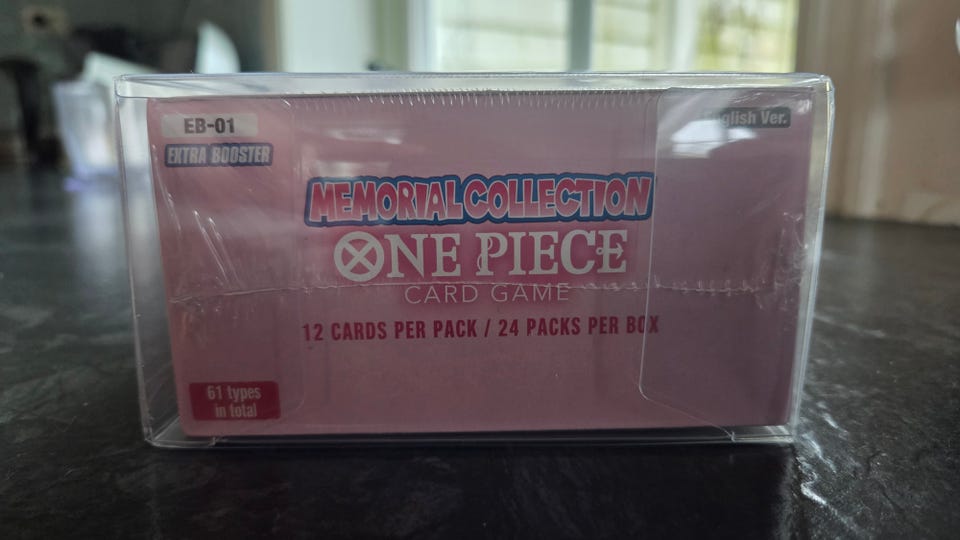 EB-01
EXTRA BOOSTER
English Ver.
MEMORIAL COLLECTION
ONE PIECE
CARD GAME
12 CARDS PER PACK / 24 PACKS PER BOX
61 types
in total